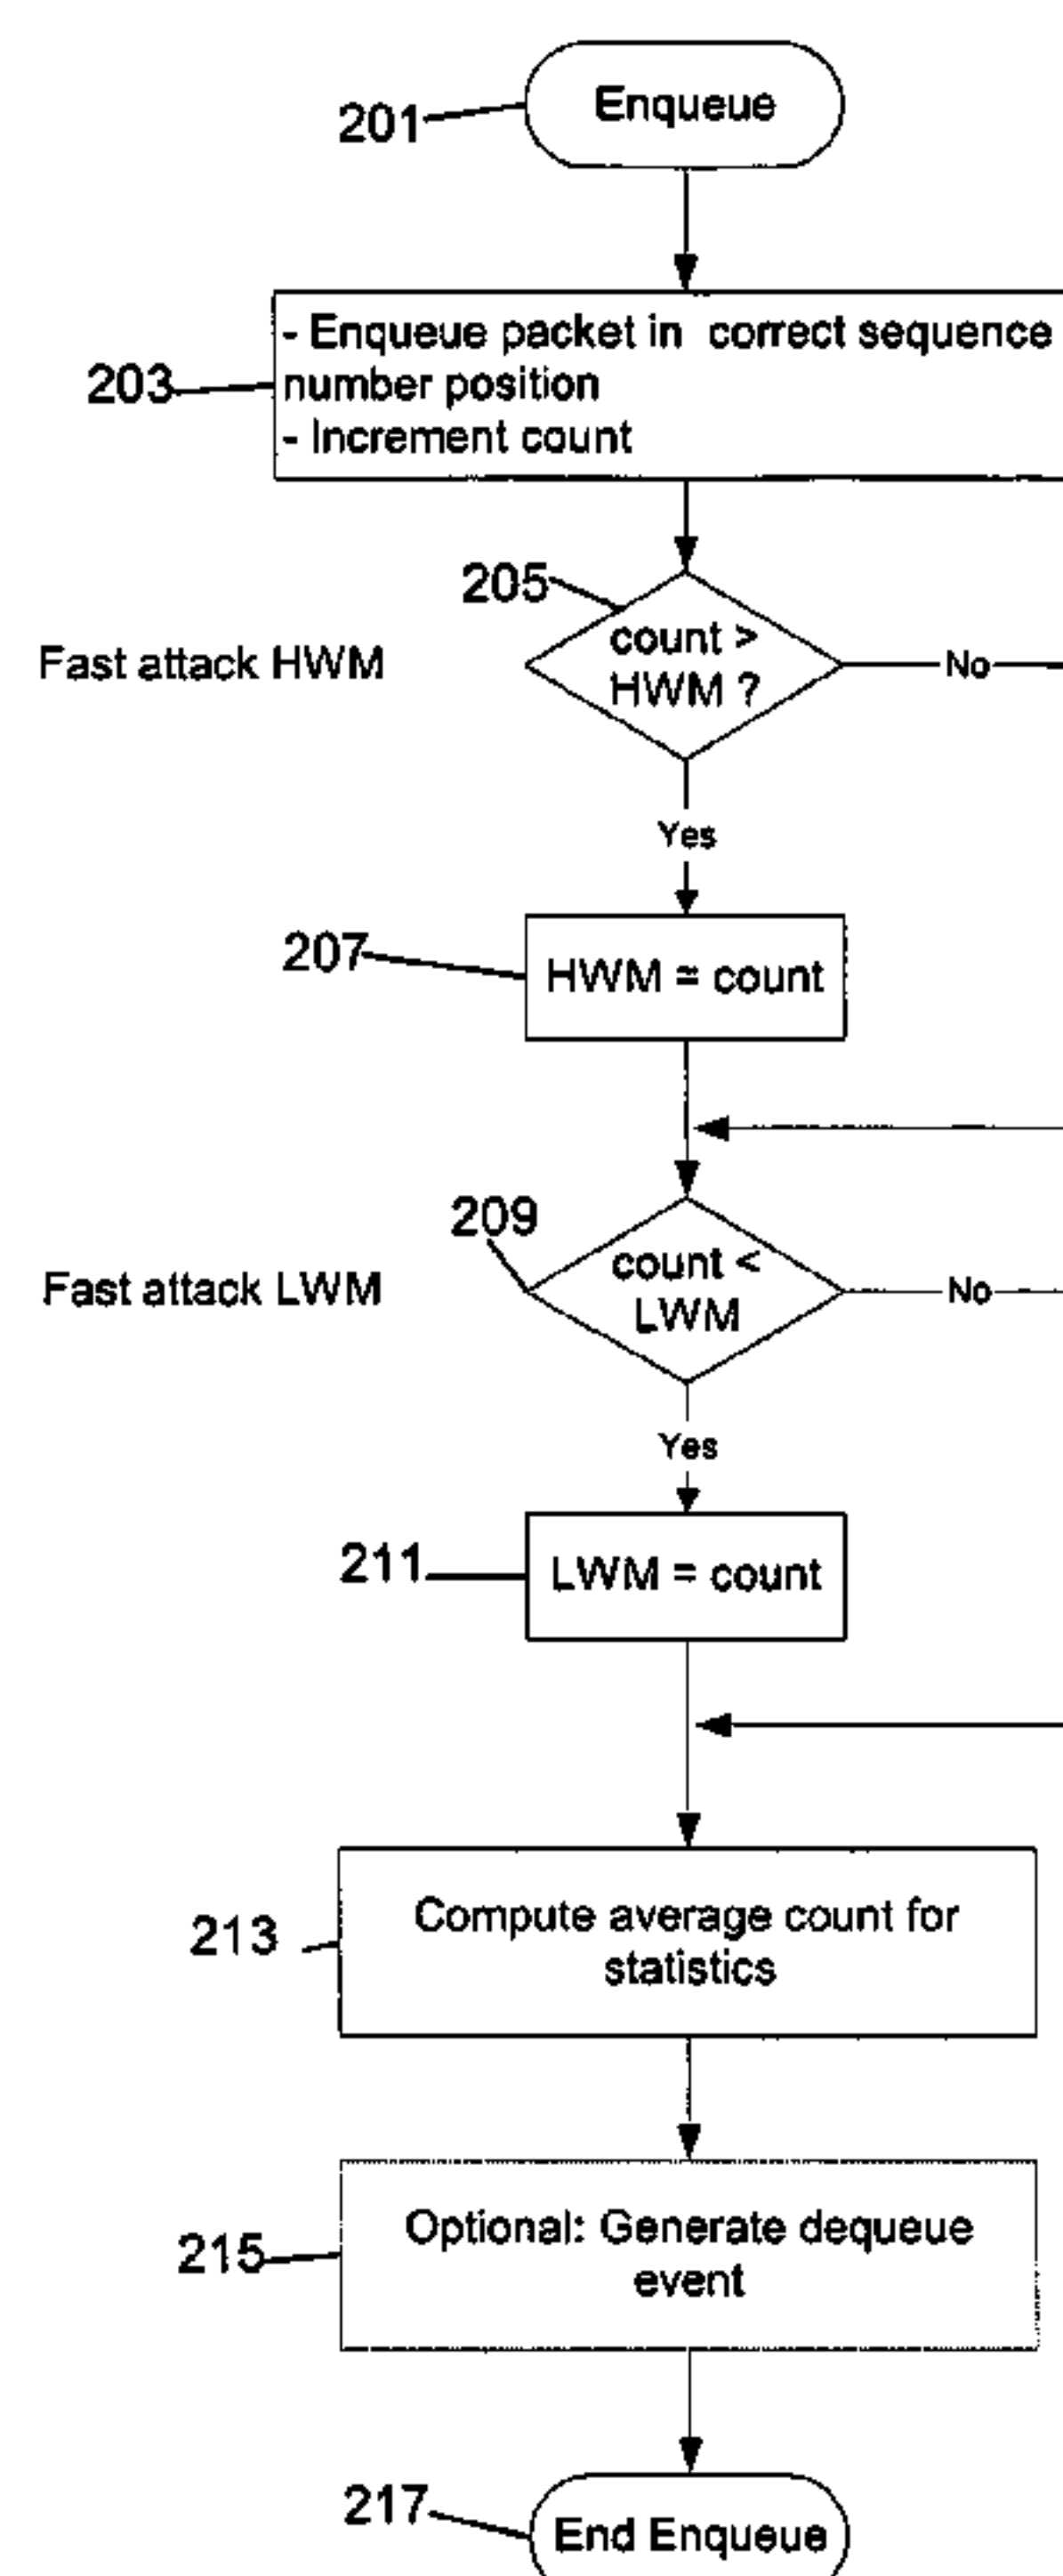 201
Enqueue
- Enqueue packet in correct sequence
203
number position
- Increment count
205
count >
HWM ?
Fast attack HWM
No
Yes
207
HWM = count
209
count <
LWM
Fast attack LWM
No
Yes
211
LWM = count
213
Compute average count for
statistics
215
Optional: Generate dequeue
event
217
End Enqueue